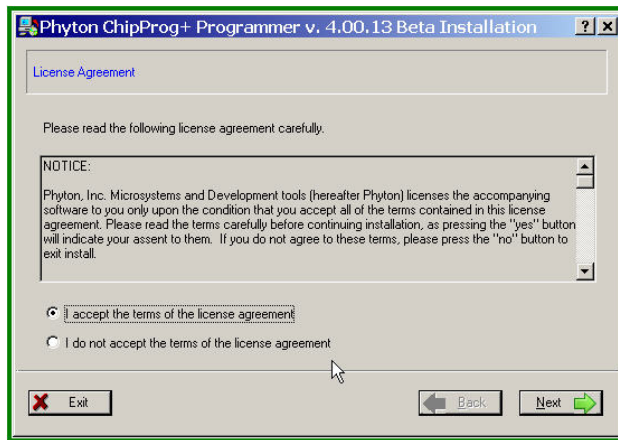 Phyton ChipProg+ Programmer v. 4.00.13 Beta Installation
License Agreement
Please read the following license agreement carefully.
NOTICE:
Phyton, Inc. Microsystems and Development tools (hereafter Phyton) licenses the accompanying
software to you only upon the condition that you accept all of the terms contained in this license
agreement. Please read the terms carefully before continuing installation, as pressing the "yes" button
will indicate your assent to them.  If you do not agree to these terms, please press the "no" button to
exit install.
I accept the terms of the license agreement
I do not accept the terms of the license agreement
Exit
Back
Next